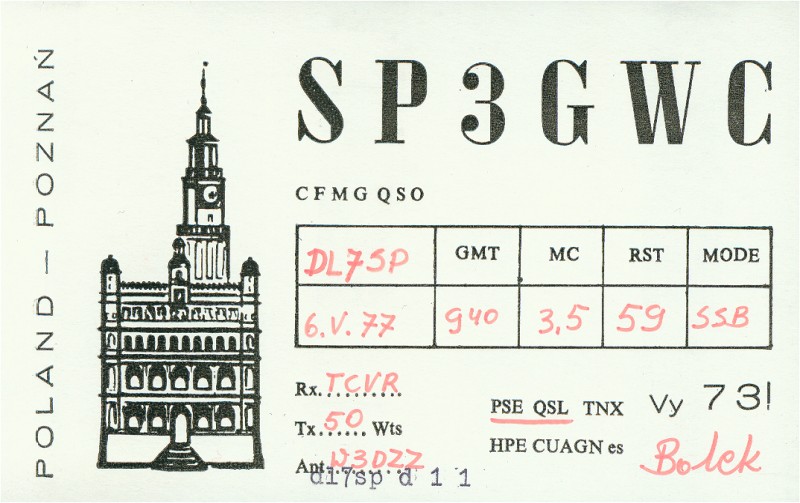 POLAND — POZNAŃ
SP3GWC
CFMG QSO
DL7SP GMT MC RST MODE
6.V.77 9⁴⁰ 3,5 59 SSB
Rx. TCVR
Tx. 50 Wts
Ant. W3DZZ
dl7sp d 1 1
PSE QSL TNX Vy 73!
HPE CUAGN es Bolek